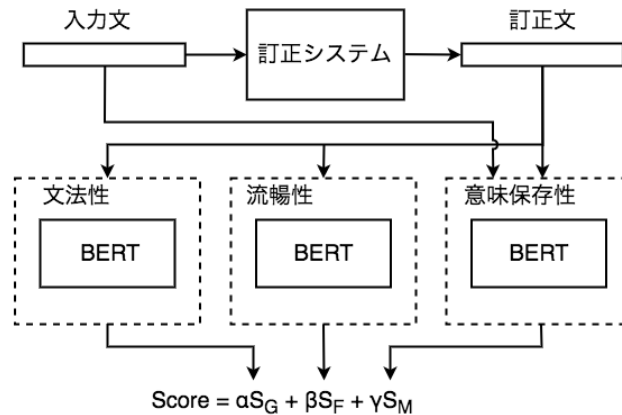 入力文
訂正システム
訂正文
文法性
流暢性
意味保存性
BERT
BERT
BERT
Score = αS_G + βS_F + γS_M